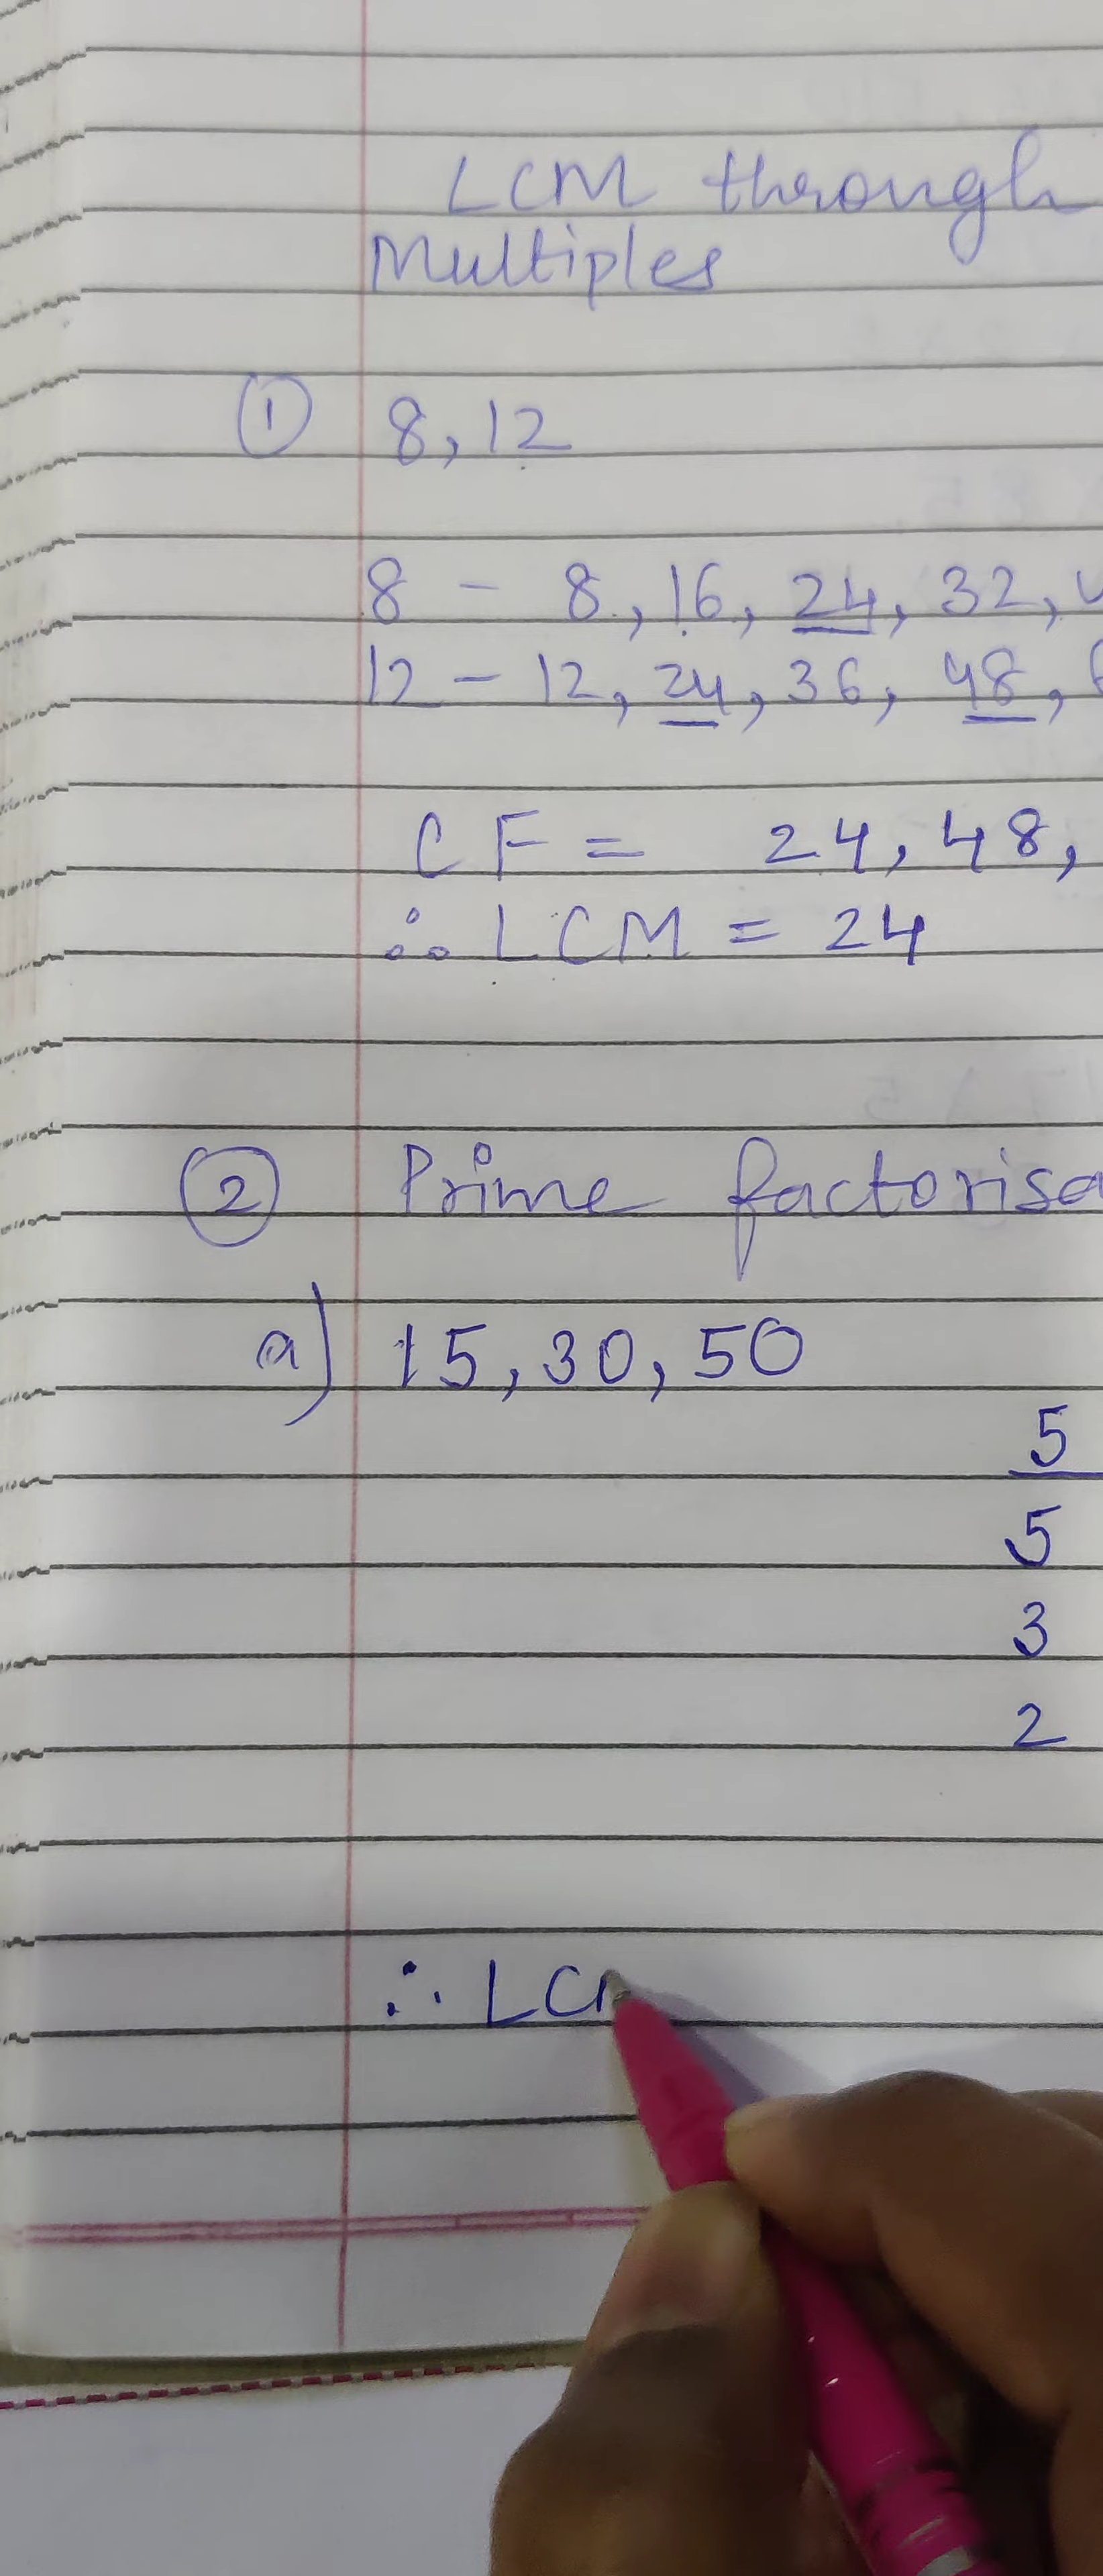 LCM through
Multiples
① 8, 12
8 - 8, 16, 24, 32,
12 - 12, 24, 36, 48,
CF = 24, 48,
∴ LCM = 24
② Prime factorisa
a) 15, 30, 50
5
5
3
2
∴ LC